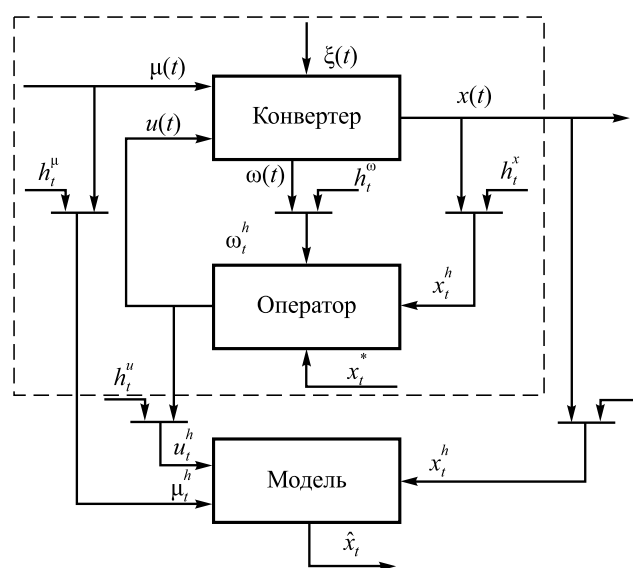 ξ(t)
μ(t)
x(t)
Конвертер
u(t)
ω(t)
h_t^μ
h_t^ω
h_t^x
ω_t^h
x_t^h
Оператор
x_t^*
h_t^u
u_t^h
x_t^h
Модель
μ_t^h
x̂_t